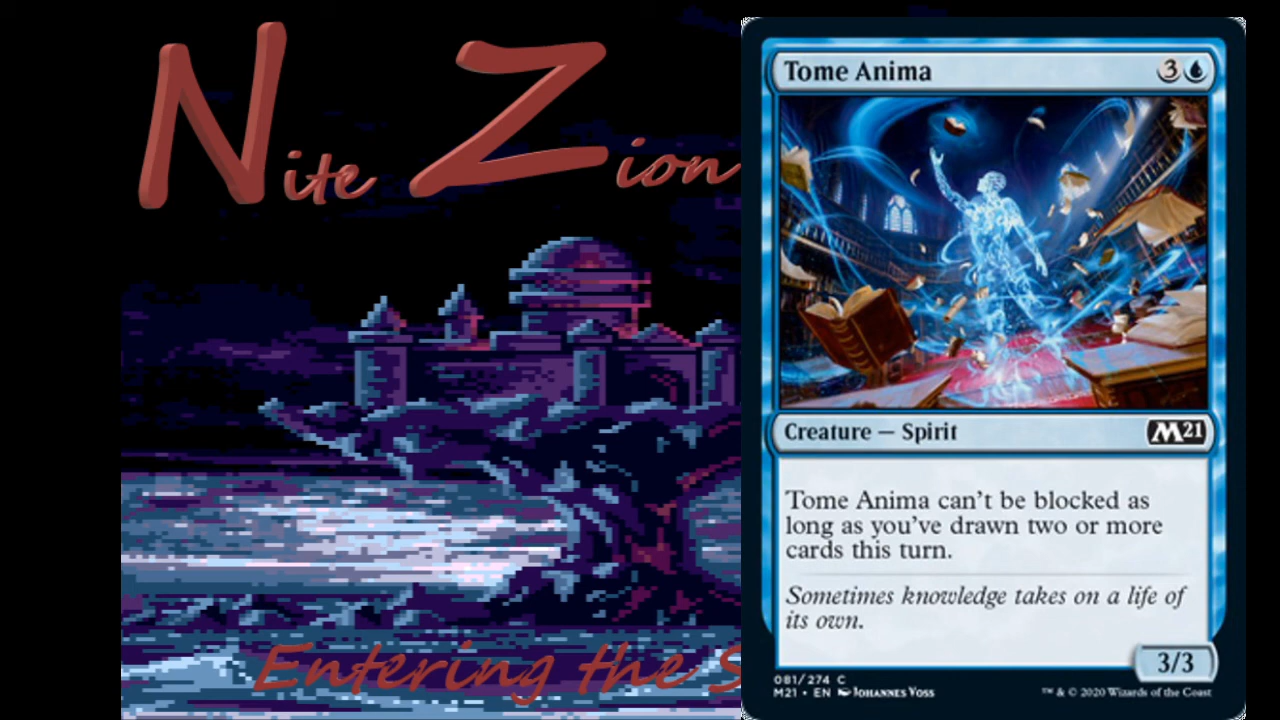 Nite Zion
Entering the S
Tome Anima 3
Creature — Spirit M21
Tome Anima can't be blocked as
long as you've drawn two or more
cards this turn.
Sometimes knowledge takes on a life of
its own.
3/3
081/274 C
M21 • EN Johannes Voss
™ & © 2020 Wizards of the Coast